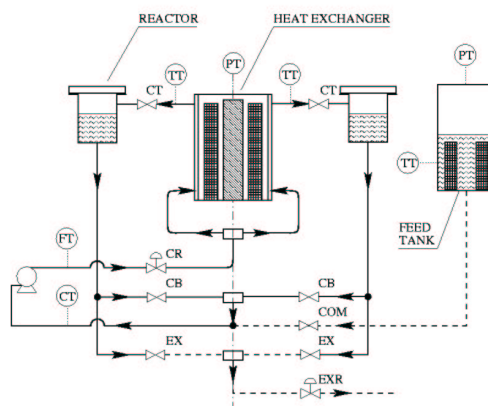 REACTOR
HEAT EXCHANGER
PT
PT
TT
CT
TT
CT
TT
FEED
TANK
FT
CR
CB
CB
CT
COM
EX
EX
EXR